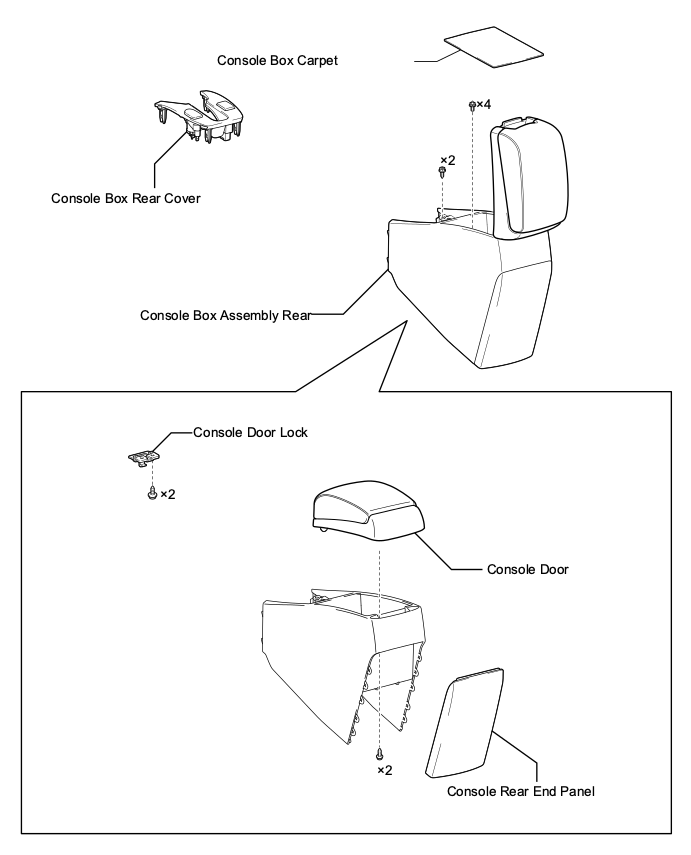 Console Box Carpet
×4
×2
Console Box Rear Cover
Console Box Assembly Rear
Console Door Lock
×2
Console Door
×2
Console Rear End Panel